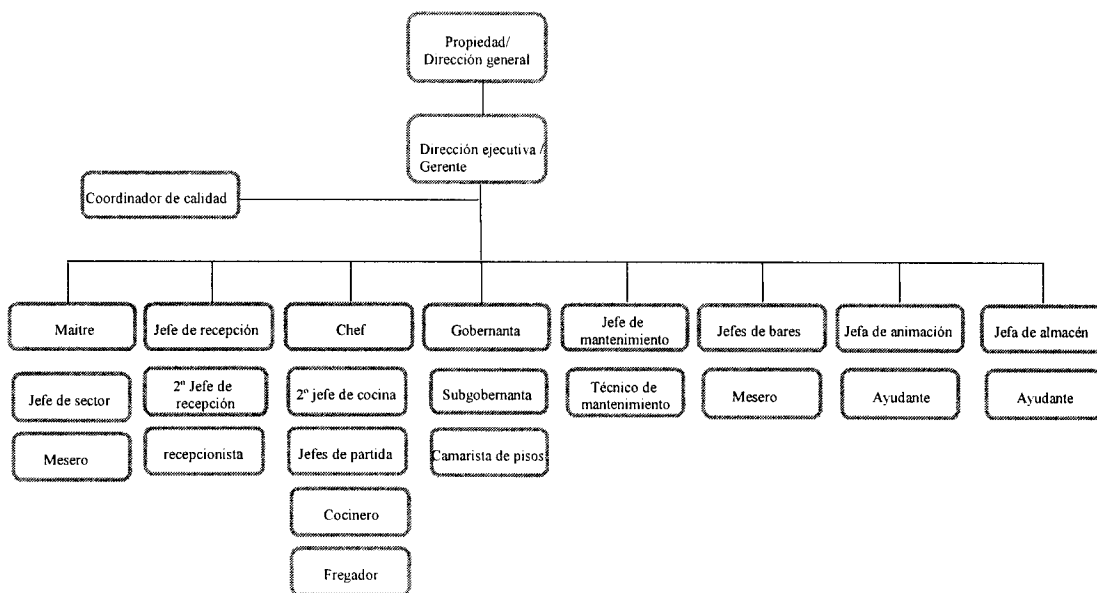 Propiedad/
Dirección general
Dirección ejecutiva /
Gerente
Coordinador de calidad
Maitre
Jefe de recepción
Chef
Gobernanta
Jefe de
mantenimiento
Jefes de bares
Jefa de animación
Jefa de almacén
Jefe de sector
2º Jefe de
recepción
2º jefe de cocina
Subgobernanta
Técnico de
mantenimiento
Mesero
Ayudante
Ayudante
Mesero
recepcionista
Jefes de partida
Camarista de pisos
Cocinero
Fregador